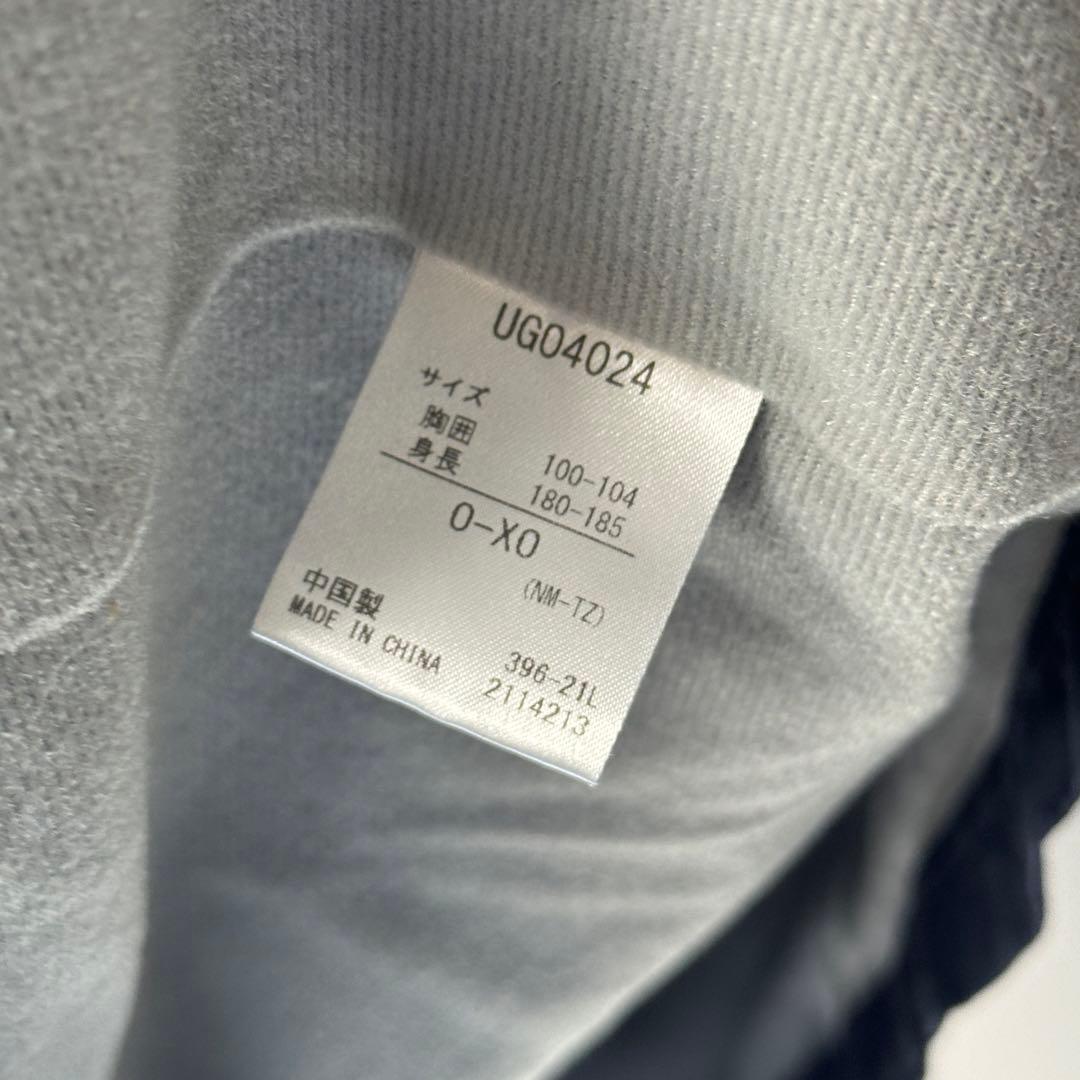 UG04024
サイズ
胸囲 100-104
身長 180-185
O-XO
(NM-TZ)
中国製
MADE IN CHINA
396-21L
2114213